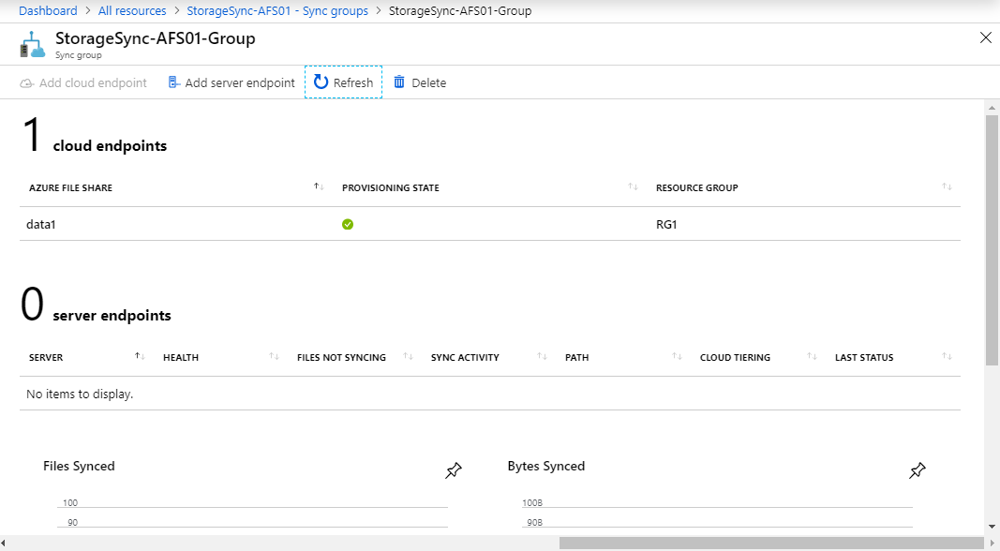 Dashboard > All resources > StorageSync-AFS01 - Sync groups > StorageSync-AFS01-Group
StorageSync-AFS01-Group
Sync group
Add cloud endpoint Add server endpoint Refresh Delete
1 cloud endpoints
AZURE FILE SHARE PROVISIONING STATE RESOURCE GROUP
data1 RG1
0 server endpoints
SERVER HEALTH FILES NOT SYNCING SYNC ACTIVITY PATH CLOUD TIERING LAST STATUS
No items to display.
Files Synced Bytes Synced
100 100B
90 90B